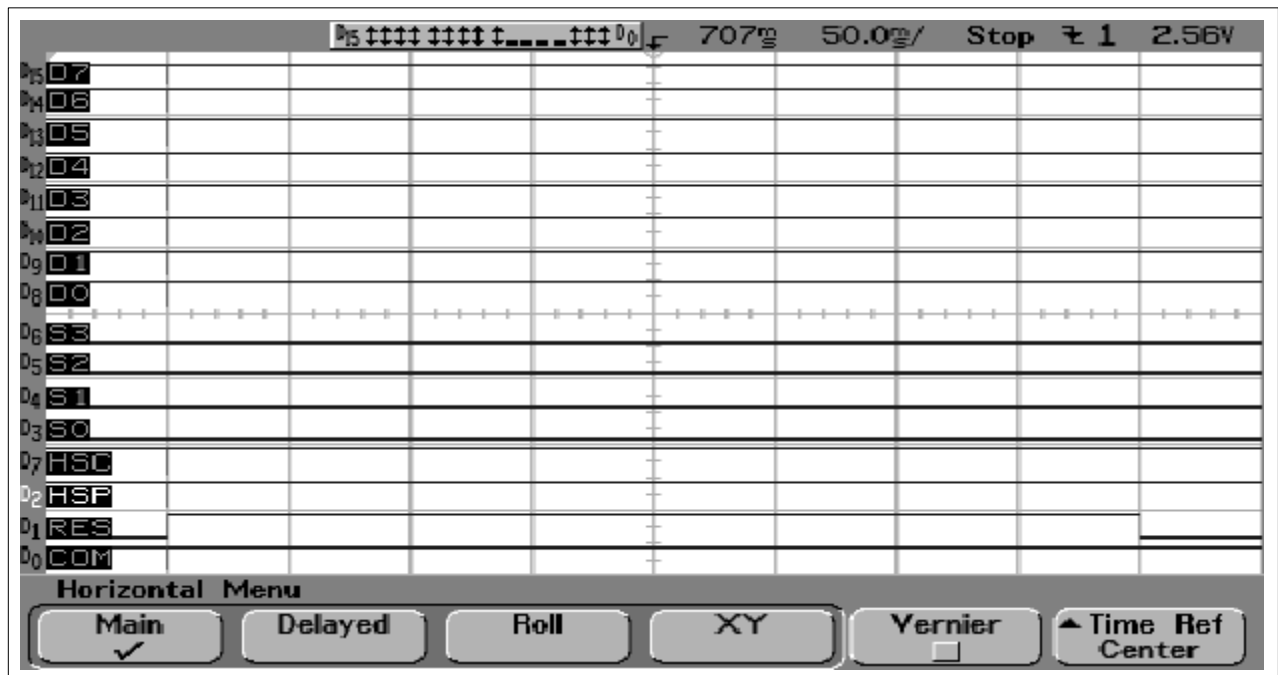 D15 ↕↕↕↕ ↕↕↕↕ ↕▁▁▁▁↕↕↕ D0 707ms 50.0ms/ Stop 1 2.56V
D15 D7
D14 D6
D13 D5
D12 D4
D11 D3
D10 D2
D9 D1
D8 D0
D6 S3
D5 S2
D4 S1
D3 S0
D7 HSC
D2 HSP
D1 RES
D0 COM
Horizontal Menu
Main Delayed Roll XY Vernier Time Ref
Center